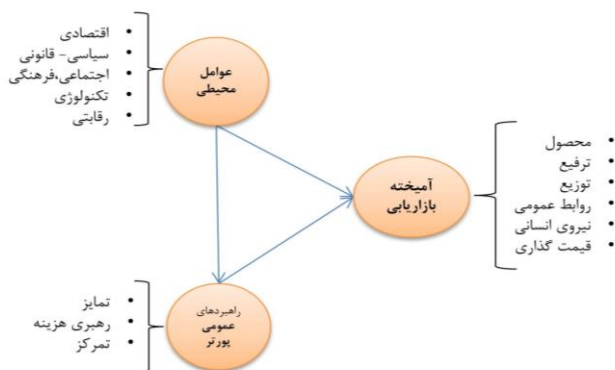 اقتصادی
سیاسی- قانونی
اجتماعی,فرهنگی
تکنولوژی
رقابتی
عوامل
محیطی
محصول
ترفیع
توزیع
روابط عمومی
نیروی انسانی
قیمت گذاری
آمیخته
بازاریابی
تمایز
رهبری هزینه
تمرکز
راهبردهای
عمومی
پورتر